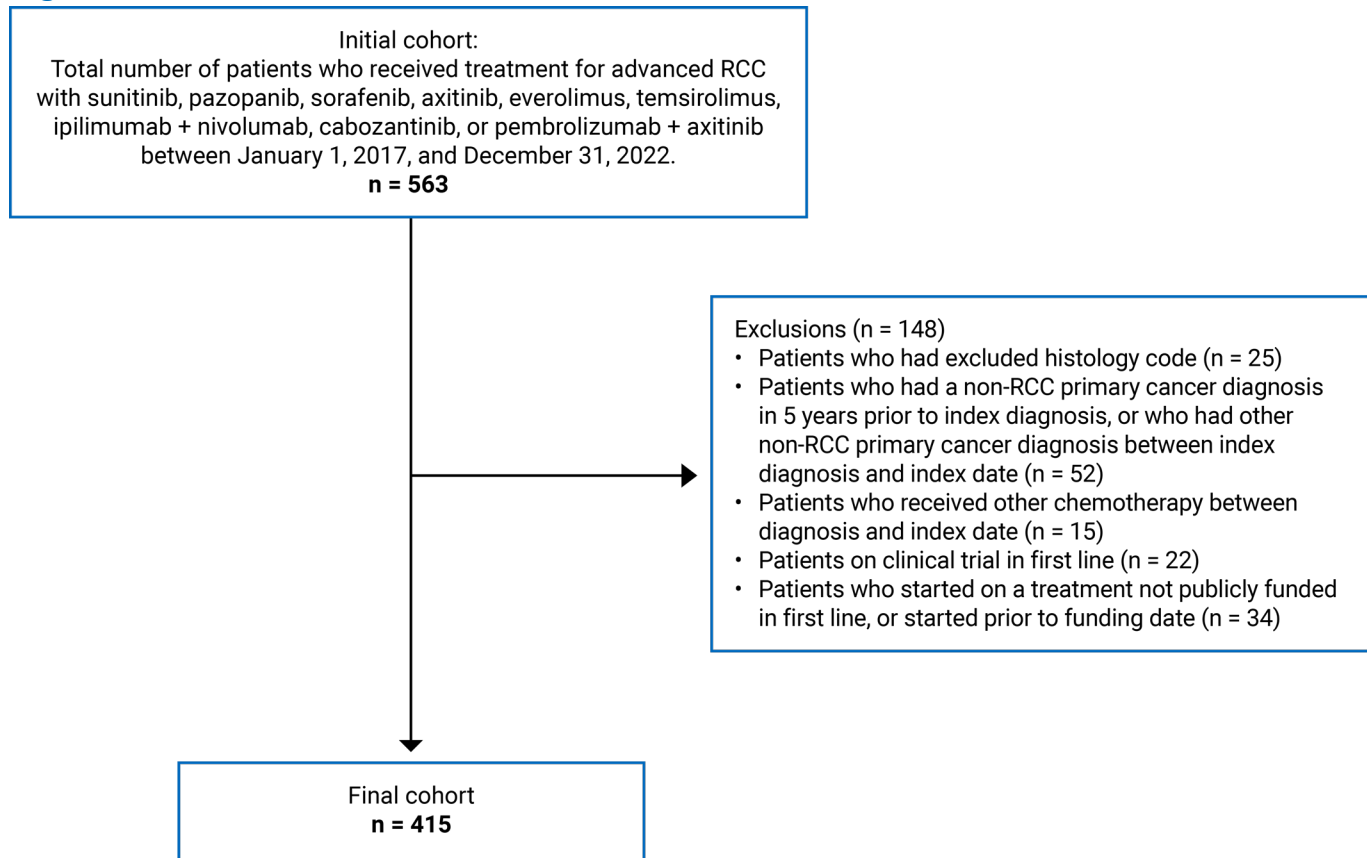 Initial cohort:
Total number of patients who received treatment for advanced RCC
with sunitinib, pazopanib, sorafenib, axitinib, everolimus, temsirolimus,
ipilimumab + nivolumab, cabozantinib, or pembrolizumab + axitinib
between January 1, 2017, and December 31, 2022.
n = 563
Exclusions (n = 148)
• Patients who had excluded histology code (n = 25)
• Patients who had a non-RCC primary cancer diagnosis
in 5 years prior to index diagnosis, or who had other
non-RCC primary cancer diagnosis between index
diagnosis and index date (n = 52)
• Patients who received other chemotherapy between
diagnosis and index date (n = 15)
• Patients on clinical trial in first line (n = 22)
• Patients who started on a treatment not publicly funded
in first line, or started prior to funding date (n = 34)
Final cohort
n = 415